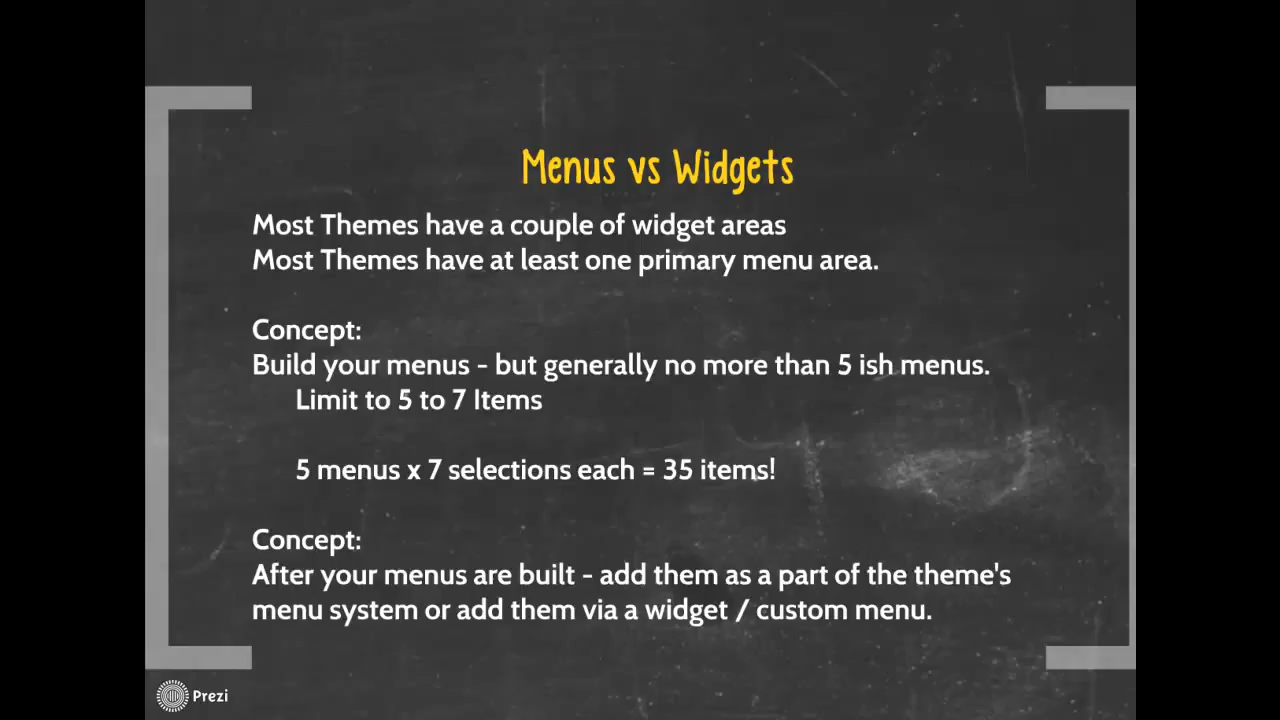 Menus vs Widgets
Most Themes have a couple of widget areas
Most Themes have at least one primary menu area.
Concept:
Build your menus - but generally no more than 5 ish menus.
Limit to 5 to 7 Items
5 menus x 7 selections each = 35 items!
Concept:
After your menus are built - add them as a part of the theme's
menu system or add them via a widget / custom menu.
Prezi